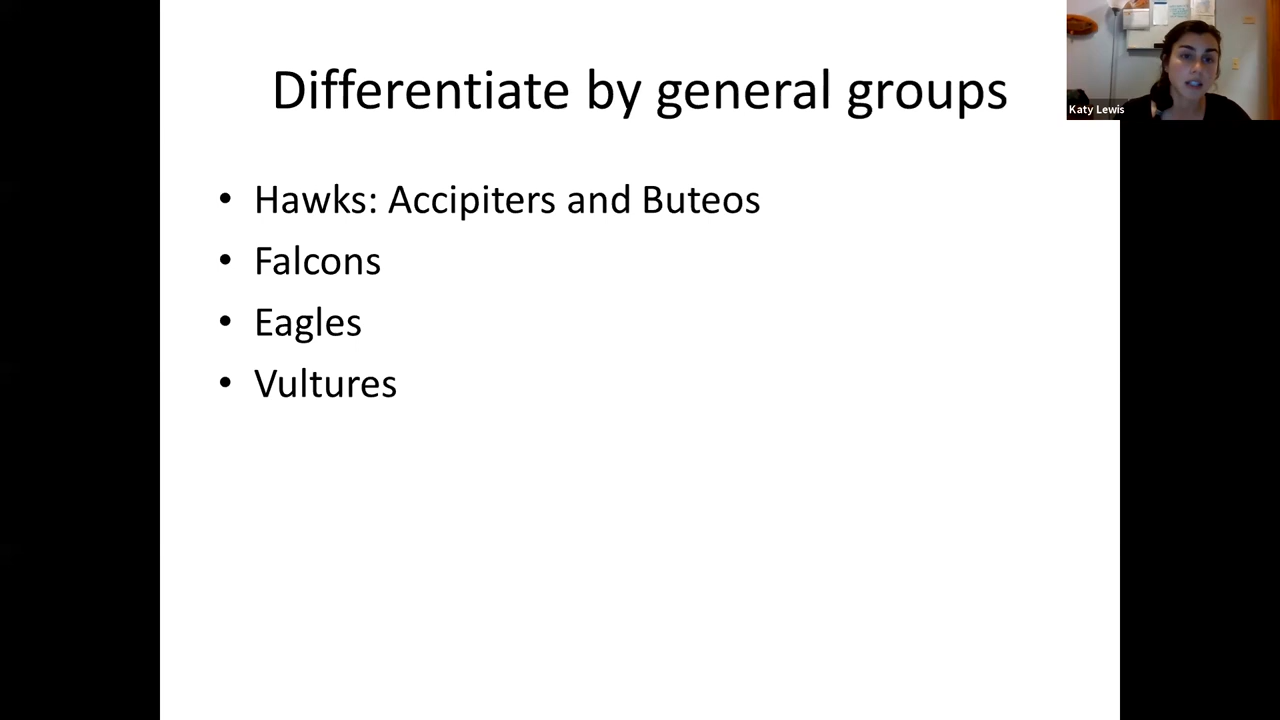 Differentiate by general groups
Katy Lewis
• Hawks: Accipiters and Buteos
• Falcons
• Eagles
• Vultures